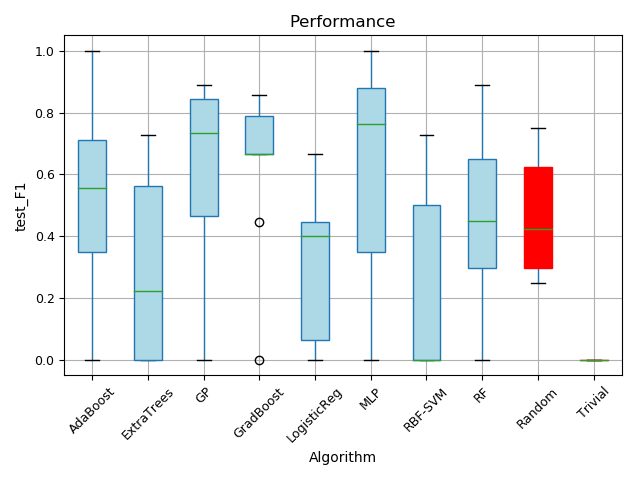 Performance
1.0
0.8
0.6
0.4
0.2
0.0
test_F1
AdaBoost
ExtraTrees
GP
GradBoost
LogisticReg
MLP
RBF-SVM
RF
Random
Trivial
Algorithm